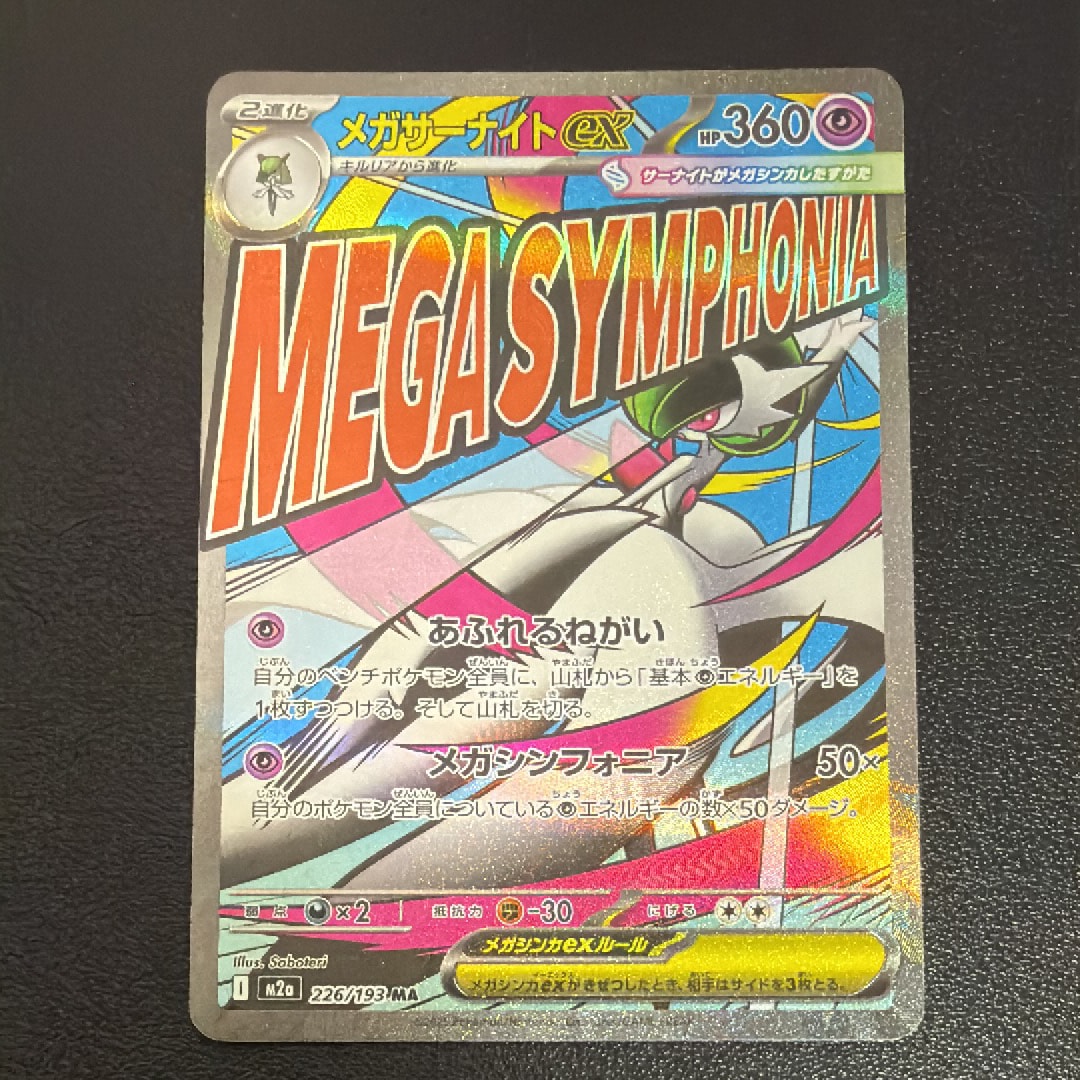 2進化
メガサーナイトex
HP360
キルリアから進化
サーナイトがメガシンカしたすがた
MEGA SYMPHONIA
あふれるねがい
自分のベンチポケモン全員に、山札から「基本超エネルギー」を
1枚ずつつける。そして山札を切る。
メガシンフォニア 50×
自分のポケモン全員についている超エネルギーの数×50ダメージ。
弱点 ×2 抵抗力 -30 にげる
メガシンカexルール
メガシンカexがきぜつしたとき、相手はサイドを3枚とる。
Illus. Saboteri
I M2a 226/193 MA